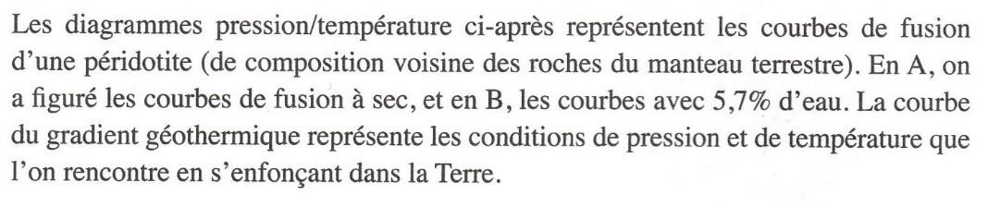 Les diagrammes pression/température ci-après représentent les courbes de fusion
d'une péridotite (de composition voisine des roches du manteau terrestre). En A, on
a figuré les courbes de fusion à sec, et en B, les courbes avec 5,7% d'eau. La courbe
du gradient géothermique représente les conditions de pression et de température que
l'on rencontre en s'enfonçant dans la Terre.